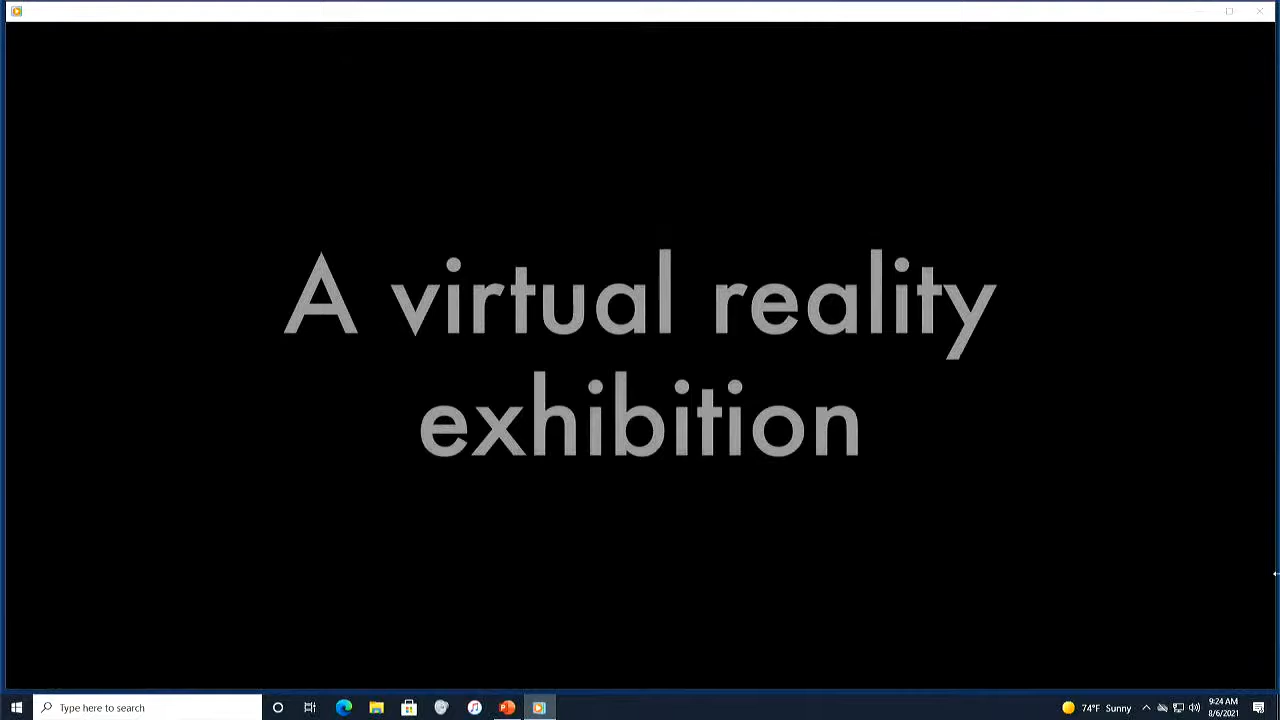 A virtual reality
exhibition
Type here to search
74°F Sunny
9:24 AM
8/6/2021